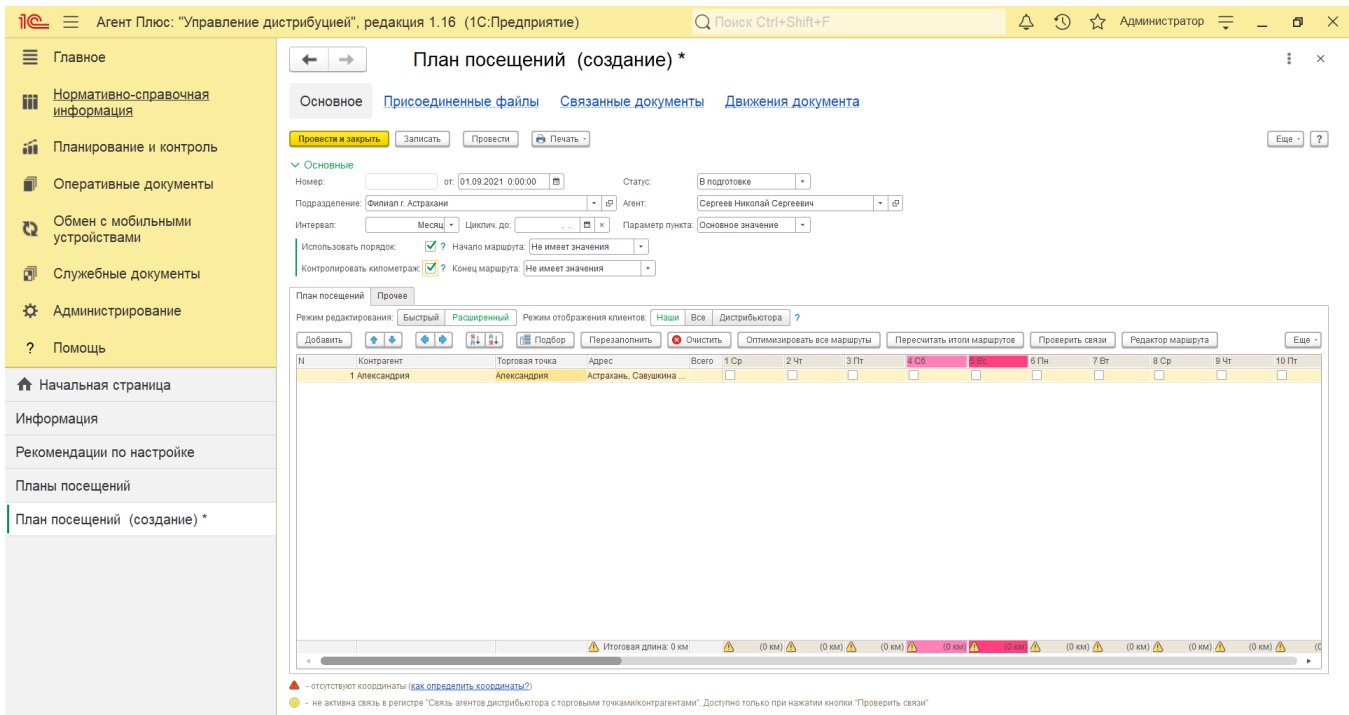 Агент Плюс: "Управление дистрибуцией", редакция 1.16 (1С:Предприятие) Поиск Ctrl+Shift+F Администратор
Главное
Нормативно-справочная
информация
Планирование и контроль
Оперативные документы
Обмен с мобильными
устройствами
Служебные документы
Администрирование
? Помощь
Начальная страница
Информация
Рекомендации по настройке
Планы посещений
План посещений (создание) *
План посещений (создание) *
Основное Присоединенные файлы Связанные документы Движения документа
Провести и закрыть Записать Провести Печать Еще ?
Основные
Номер: от: 01.09.2021 0:00:00 Статус: В подготовке
Подразделение: Филиал г. Астрахани Агент: Сергеев Николай Сергеевич
Интервал: Месяц Циклич. до: . . Параметр пункта: Основное значение
Использовать порядок: ? Начало маршрута: Не имеет значения
Контролировать километраж: ? Конец маршрута: Не имеет значения
План посещений Прочее
Режим редактирования: Быстрый Расширенный Режим отображения клиентов: Наши Все Дистрибьютора ?
Добавить Подбор Перезаполнить Очистить Оптимизировать все маршруты Пересчитать итоги маршрутов Проверить связи Редактор маршрута Еще
N Контрагент Торговая точка Адрес Всего 1 Ср 2 Чт 3 Пт 4 Сб 5 Вс 6 Пн 7 Вт 8 Ср 9 Чт 10 Пт
1 Александрия Александрия Астрахань, Савушкина ...
Итоговая длина: 0 км (0 км) (0 км) (0 км) (0 км) (0 км) (0 км) (0 км) (0 км) (0 км) (0
- отсутствуют координаты (как определить координаты?)
- не активна связь в регистре "Связь агентов дистрибьютора с торговыми точками/контрагентами". Доступно только при нажатии кнопки "Проверить связи"